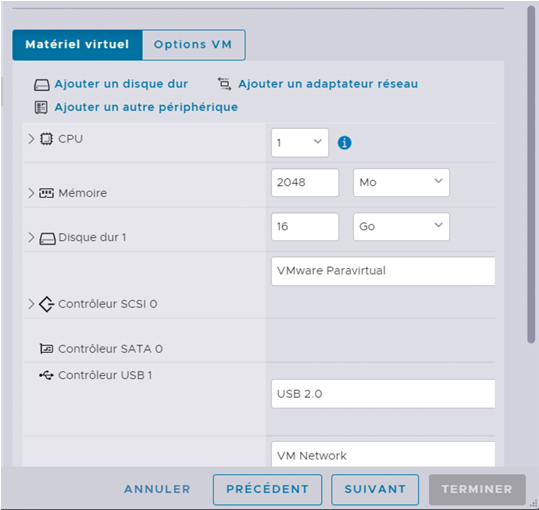 Matériel virtuel Options VM
Ajouter un disque dur Ajouter un adaptateur réseau
Ajouter un autre périphérique
CPU 1
Mémoire 2048 Mo
Disque dur 1 16 Go
VMware Paravirtual
Contrôleur SCSI 0
Contrôleur SATA 0
Contrôleur USB 1
USB 2.0
VM Network
ANNULER PRÉCÉDENT SUIVANT TERMINER